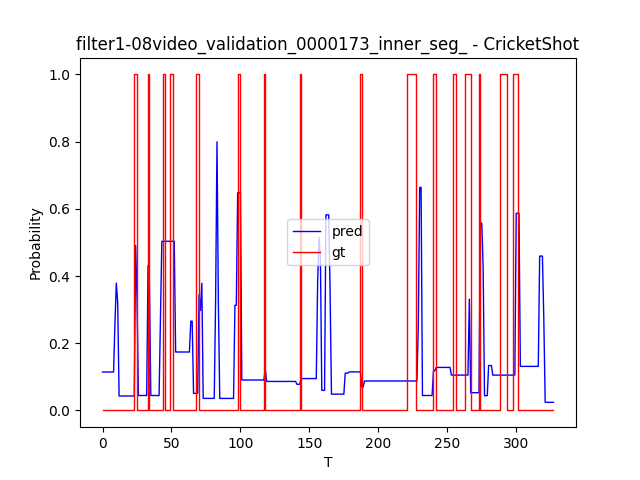 filter1-08video_validation_0000173_inner_seg_ - CricketShot
1.0
0.8
0.6
0.4
0.2
0.0
Probability
pred
gt
0 50 100 150 200 250 300
T